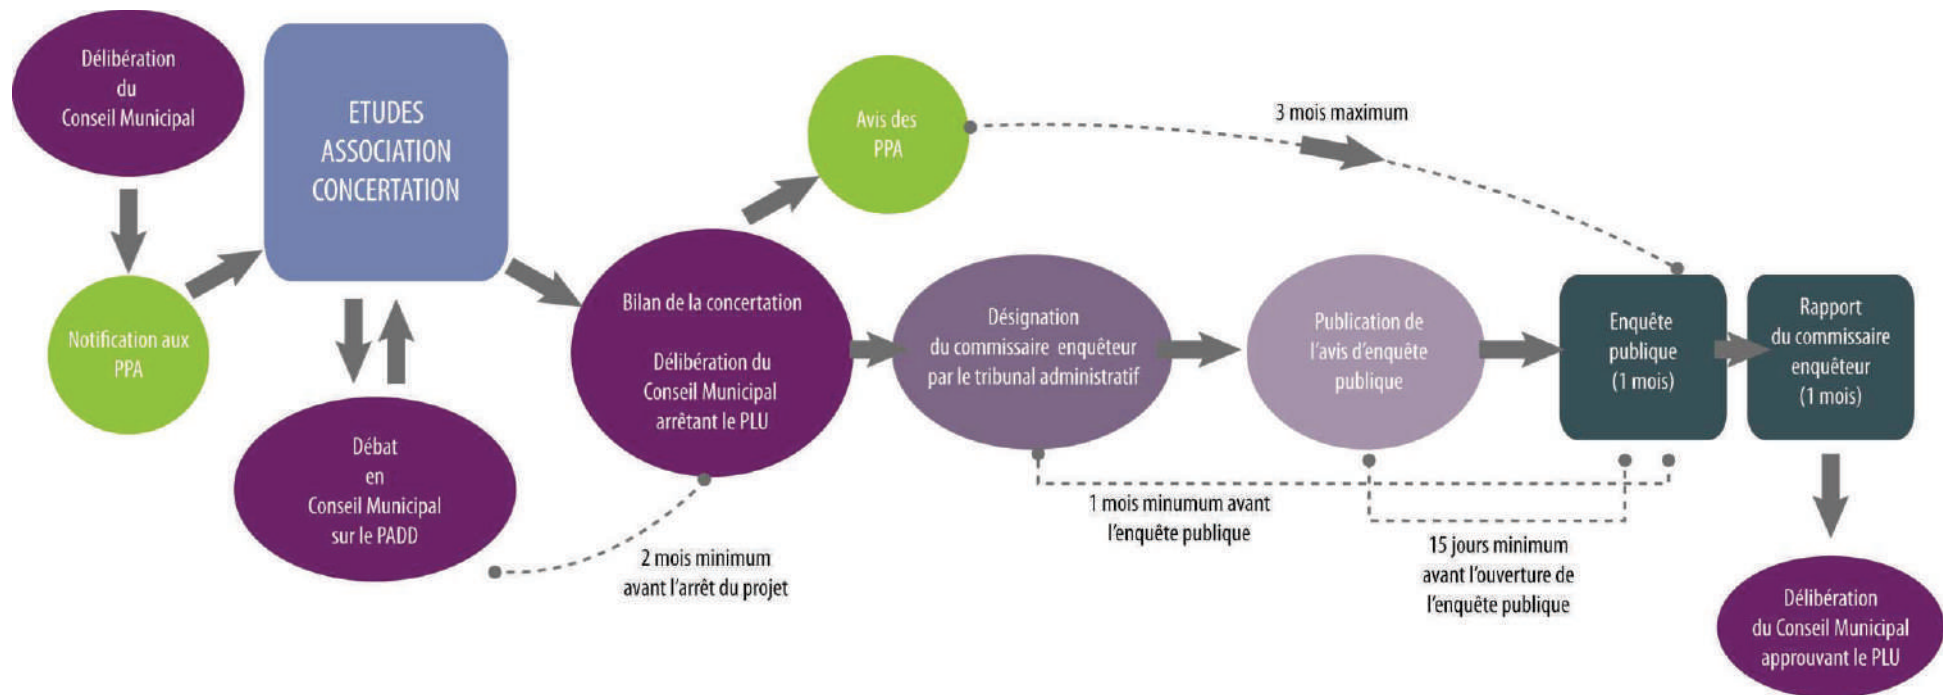 Délibération
du
Conseil Municipal
Notification aux
PPA
ETUDES
ASSOCIATION
CONCERTATION
Débat
en
Conseil Municipal
sur le PADD
2 mois minimum
avant l'arrêt du projet
Bilan de la concertation
Délibération du
Conseil Municipal
arrêtant le PLU
Avis des
PPA
3 mois maximum
Désignation
du commissaire enquêteur
par le tribunal administratif
1 mois minumum avant
l'enquête publique
Publication de
l'avis d'enquête
publique
15 jours minimum
avant l'ouverture de
l'enquête publique
Enquête
publique
(1 mois)
Rapport
du commissaire
enquêteur
(1 mois)
Délibération
du Conseil Municipal
approuvant le PLU